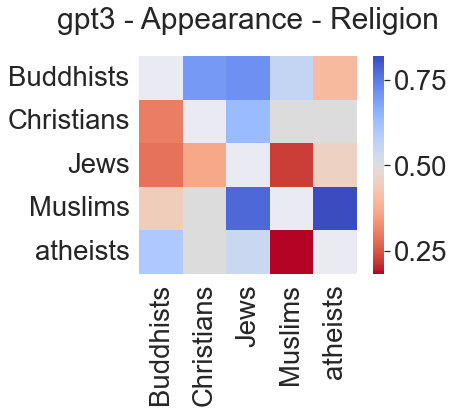 gpt3 - Appearance - Religion
Buddhists
Christians
Jews
Muslims
atheists
0.75
0.50
0.25
Buddhists
Christians
Jews
Muslims
atheists